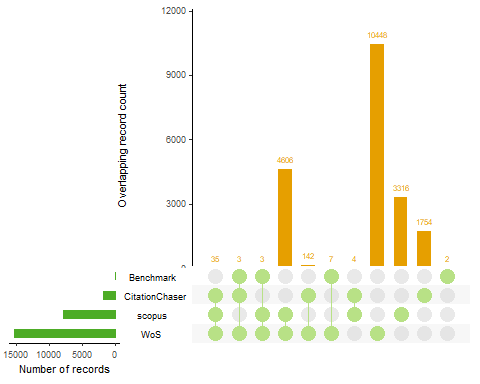 12000
9000
6000
3000
0
Overlapping record count
35
3
3
4606
142
7
4
10448
3316
1754
2
Benchmark
CitationChaser
scopus
WoS
15000 10000 5000 0
Number of records